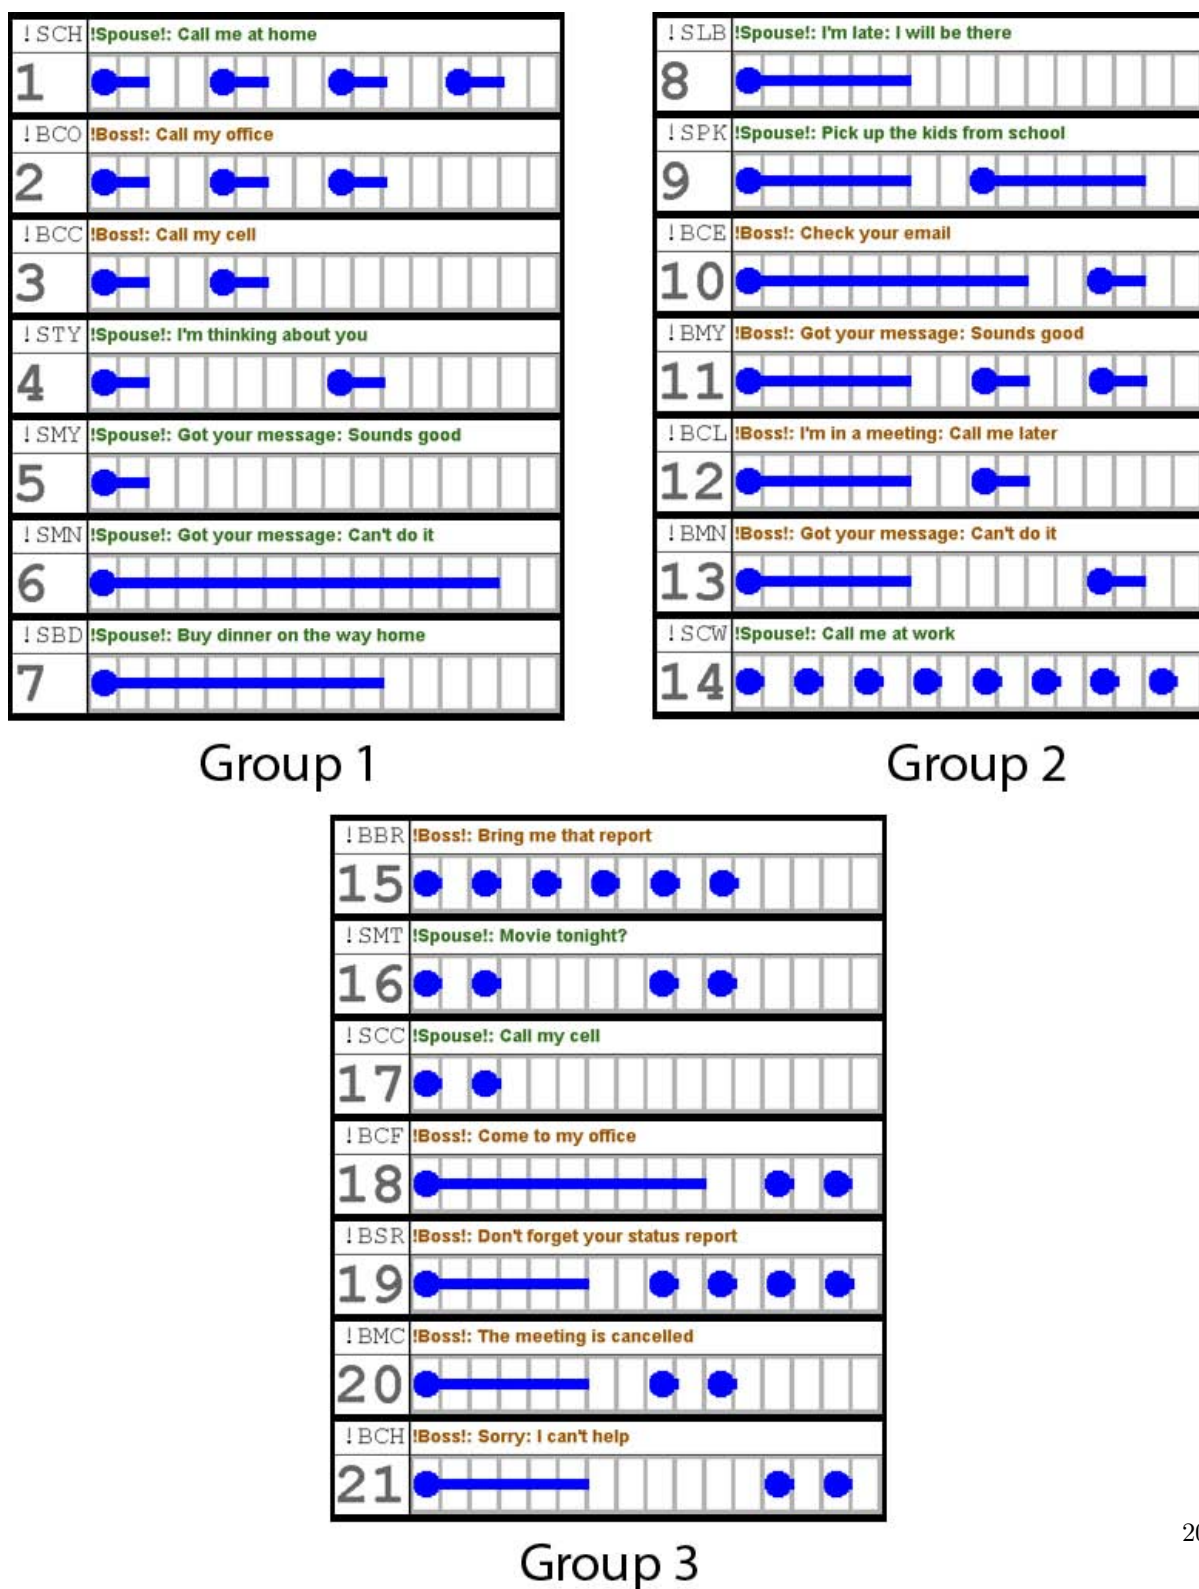 !SCH !Spouse!: Call me at home
1
!BCO !Boss!: Call my office
2
!BCC !Boss!: Call my cell
3
!STY !Spouse!: I'm thinking about you
4
!SMY !Spouse!: Got your message: Sounds good
5
!SMN !Spouse!: Got your message: Can't do it
6
!SBD !Spouse!: Buy dinner on the way home
7
Group 1
!SLB !Spouse!: I'm late: I will be there
8
!SPK !Spouse!: Pick up the kids from school
9
!BCE !Boss!: Check your email
10
!BMY !Boss!: Got your message: Sounds good
11
!BCL !Boss!: I'm in a meeting: Call me later
12
!BMN !Boss!: Got your message: Can't do it
13
!SCW !Spouse!: Call me at work
14
Group 2
!BBR !Boss!: Bring me that report
15
!SMT !Spouse!: Movie tonight?
16
!SCC !Spouse!: Call my cell
17
!BCF !Boss!: Come to my office
18
!BSR !Boss!: Don't forget your status report
19
!BMC !Boss!: The meeting is cancelled
20
!BCH !Boss!: Sorry: I can't help
21
Group 3